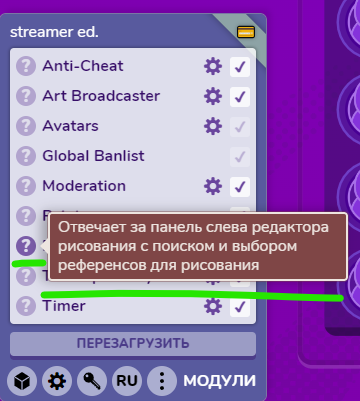 streamer ed.
? Anti-Cheat
? Art Broadcaster
? Avatars
? Global Banlist
? Moderation
?
Отвечает за панель слева редактора
рисования с поиском и выбором
референсов для рисования
?
? Timer
ПЕРЕЗАГРУЗИТЬ
RU МОДУЛИ